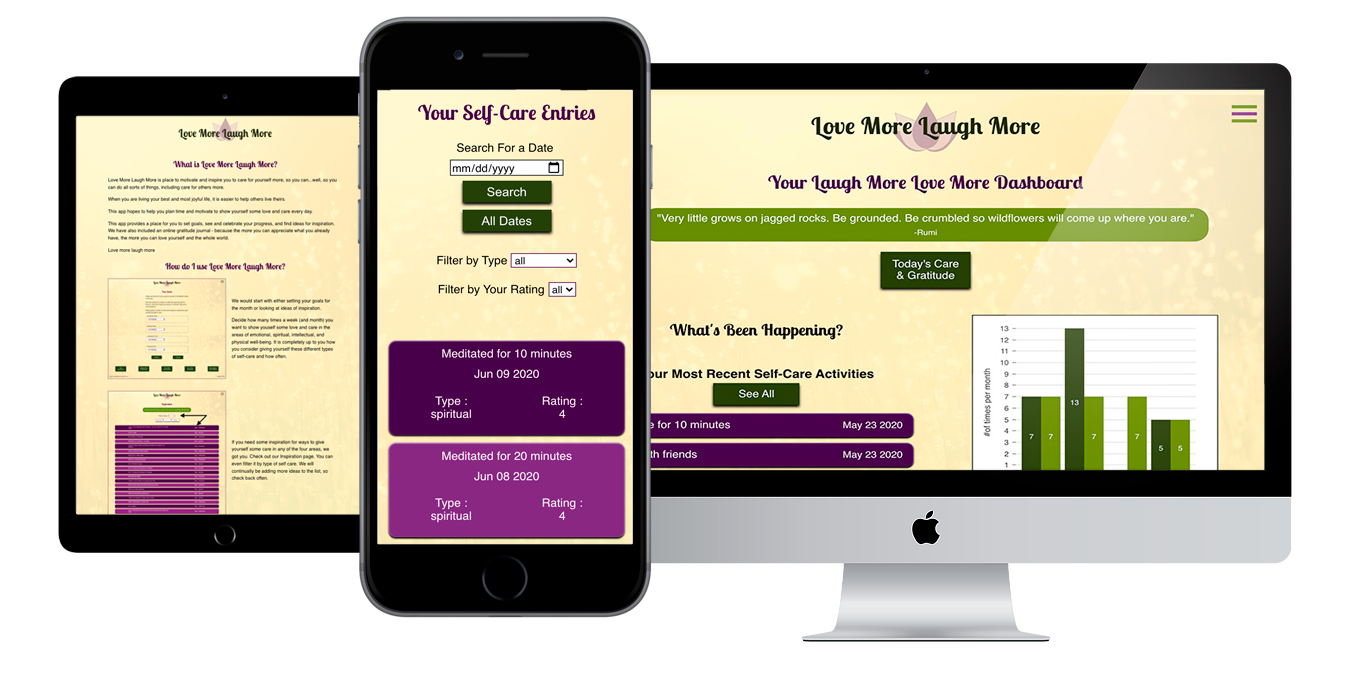 Love More Laugh More
What is Love More Laugh More?
Love More Laugh More is place to motivate and inspire you to care for yourself more, so you can...well, so you
can do all sorts of things, including care for others more.
When you are living your best and most joyful life, it is easier to help others live theirs.
This app hopes to help you plan time and motivate to show yourself some love and care every day.
This app provides a place for you to set goals, see and celebrate your progress, and find ideas for inspiration.
We have also included an online gratitude journal - because the more you can appreciate what you already
have, the more you can love yourself and the whole world.
Love more laugh more
How do I use Love More Laugh More?
We would start with either setting your goals for
the month or looking at ideas of inspiration.
Decide how many times a week (and month) you
want to show youself some love and care in the
areas of emotional, spiritual, intellectual, and
physical well-being. It is completely up to you how
you consider giving yourself these different types
of self-care and how often.
If you need some inspiration for ways to give
yourself some care in any of the four areas, we
got you. Check out our Inspiration page. You can
even filter it by type of self care. We will
continually be adding more ideas to the list, so
check back often.
Your Self-Care Entries
Search For a Date
mm/dd/yyyy
Search
All Dates
Filter by Type all
Filter by Your Rating all
Meditated for 10 minutes
Jun 09 2020
Type : Rating :
spiritual 4
Meditated for 20 minutes
Jun 08 2020
Type : Rating :
spiritual 4
Love More Laugh More
Your Laugh More Love More Dashboard
"Very little grows on jagged rocks. Be grounded. Be crumbled so wildflowers will come up where you are."
-Rumi
Today's Care
& Gratitude
What's Been Happening?
our Most Recent Self-Care Activities
See All
e for 10 minutes May 23 2020
th friends May 23 2020
#of times per month
13
12
11
10
9
8
7
6
5
4
3
2
1
7 7 13 7 7 5 5